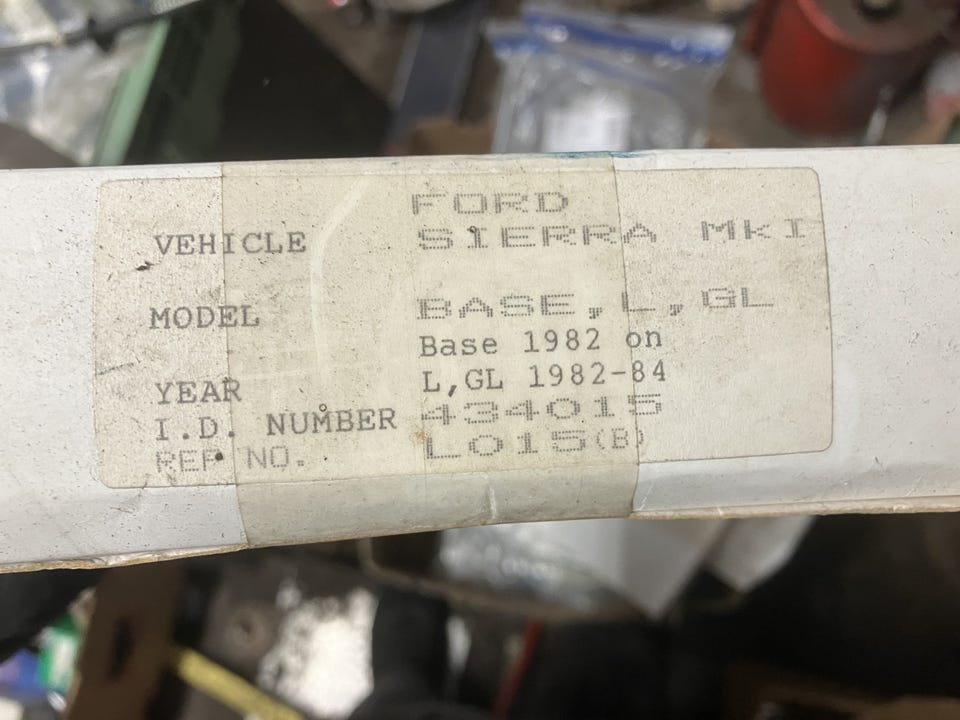 FORD
VEHICLE SIERRA MkI
MODEL BASE,L,GL
Base 1982 on
YEAR L,GL 1982-84
I.D. NUMBER 434015
REF NO. L015(B)